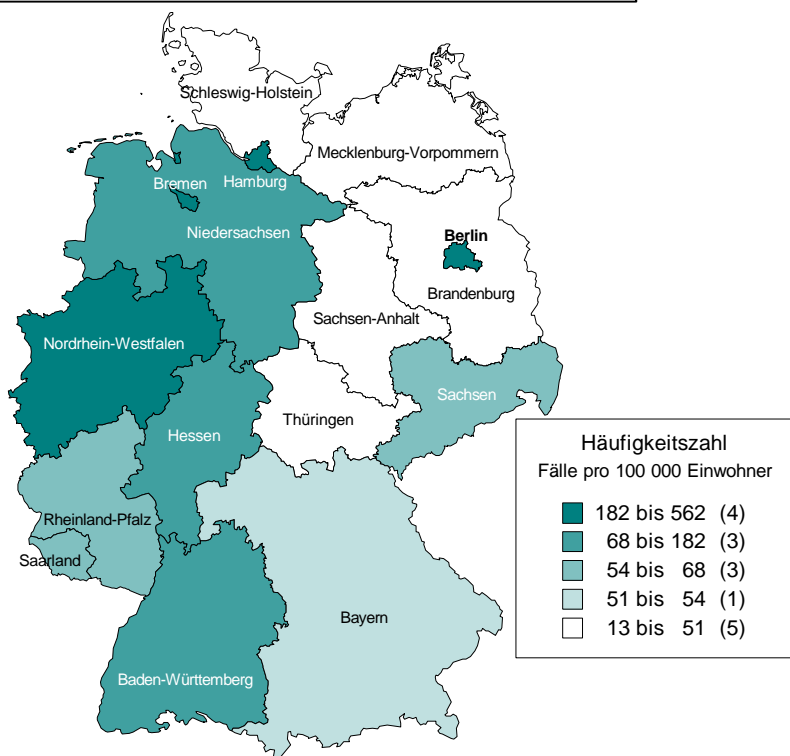 Schleswig-Holstein
Mecklenburg-Vorpommern
Bremen
Hamburg
Niedersachsen
Berlin
Brandenburg
Sachsen-Anhalt
Nordrhein-Westfalen
Sachsen
Thüringen
Hessen
Rheinland-Pfalz
Saarland
Bayern
Baden-Württemberg
Häufigkeitszahl
Fälle pro 100 000 Einwohner
182 bis 562 (4)
68 bis 182 (3)
54 bis 68 (3)
51 bis 54 (1)
13 bis 51 (5)